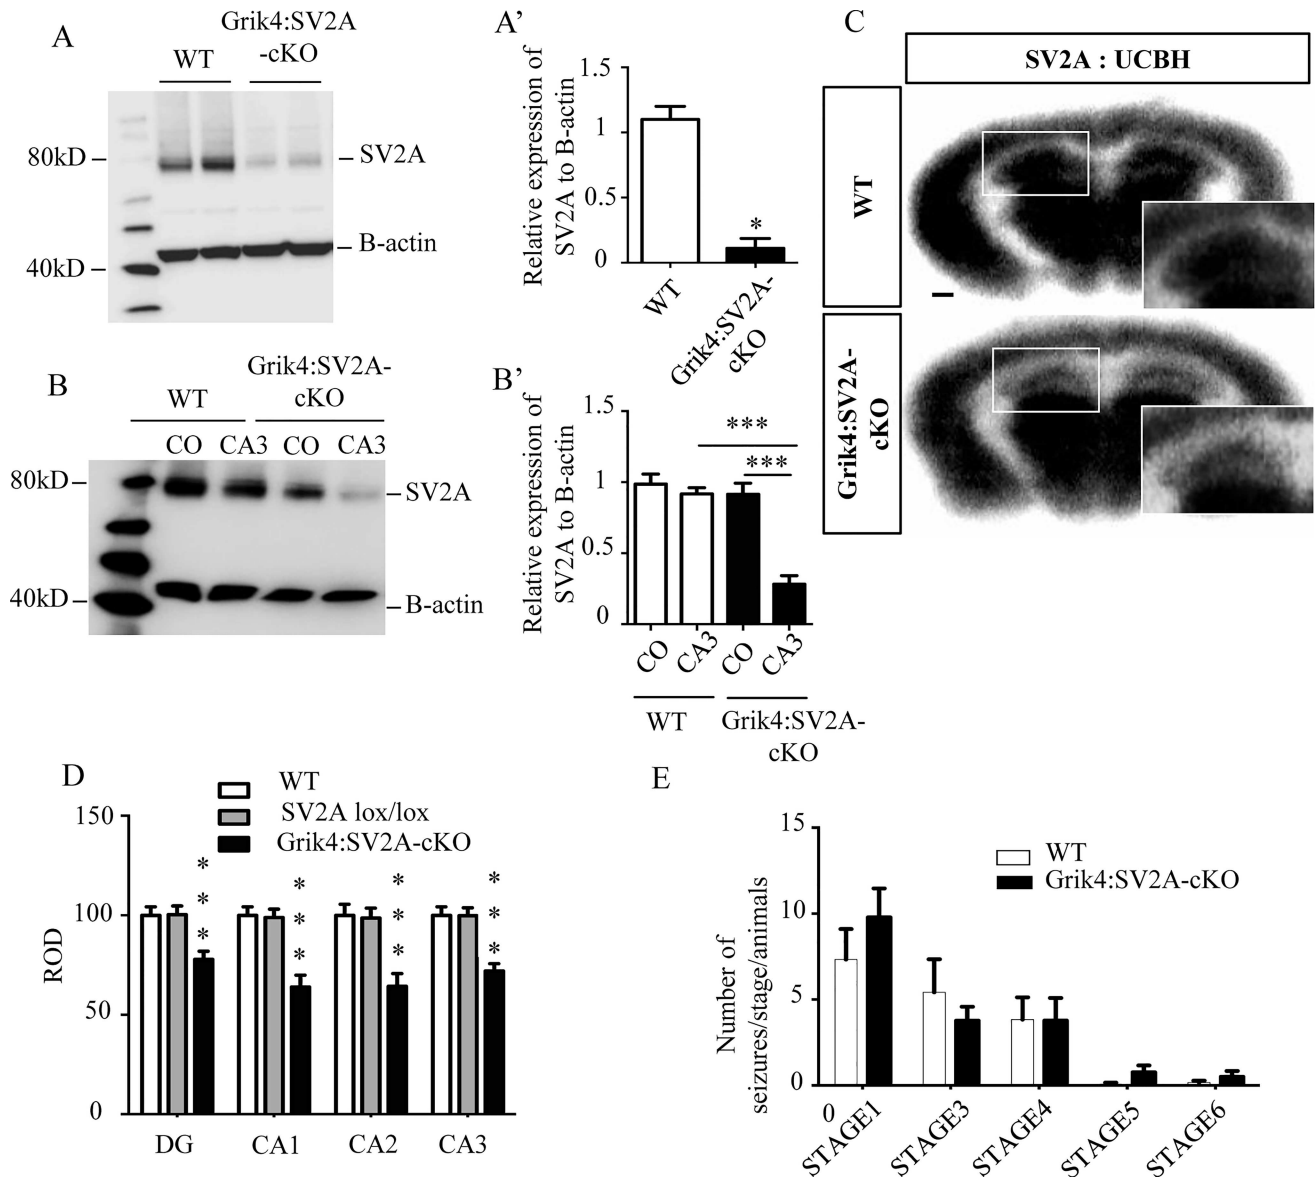 A
WT
Grik4:SV2A
-cKO
80kD
SV2A
B-actin
40kD
A'
Relative expression of
SV2A to B-actin
1.5
1
0.5
0
*
WT
Grik4:SV2A-
cKO
B
WT
Grik4:SV2A-
cKO
CO CA3 CO CA3
80kD
SV2A
40kD
B-actin
B'
Relative expression of
SV2A to B-actin
1.5
1.0
0.5
0
***
***
CO CA3 CO CA3
WT
Grik4:SV2A-
cKO
C
SV2A : UCBH
WT
Grik4:SV2A-
cKO
D
WT
SV2A lox/lox
Grik4:SV2A-cKO
ROD
150
100
50
0
* * *
* * *
* * *
* * *
DG CA1 CA2 CA3
E
WT
Grik4:SV2A-cKO
Number of
seizures/stage/animals
15
10
5
0
0
STAGE1 STAGE3 STAGE4 STAGE5 STAGE6